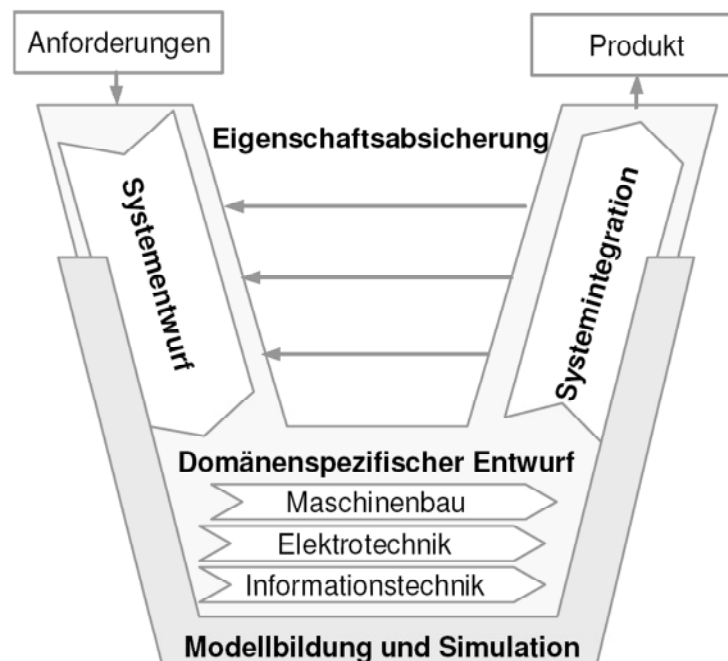 Anforderungen
Produkt
Eigenschaftsabsicherung
Systementwurf
Systemintegration
Domänenspezifischer Entwurf
Maschinenbau
Elektrotechnik
Informationstechnik
Modellbildung und Simulation